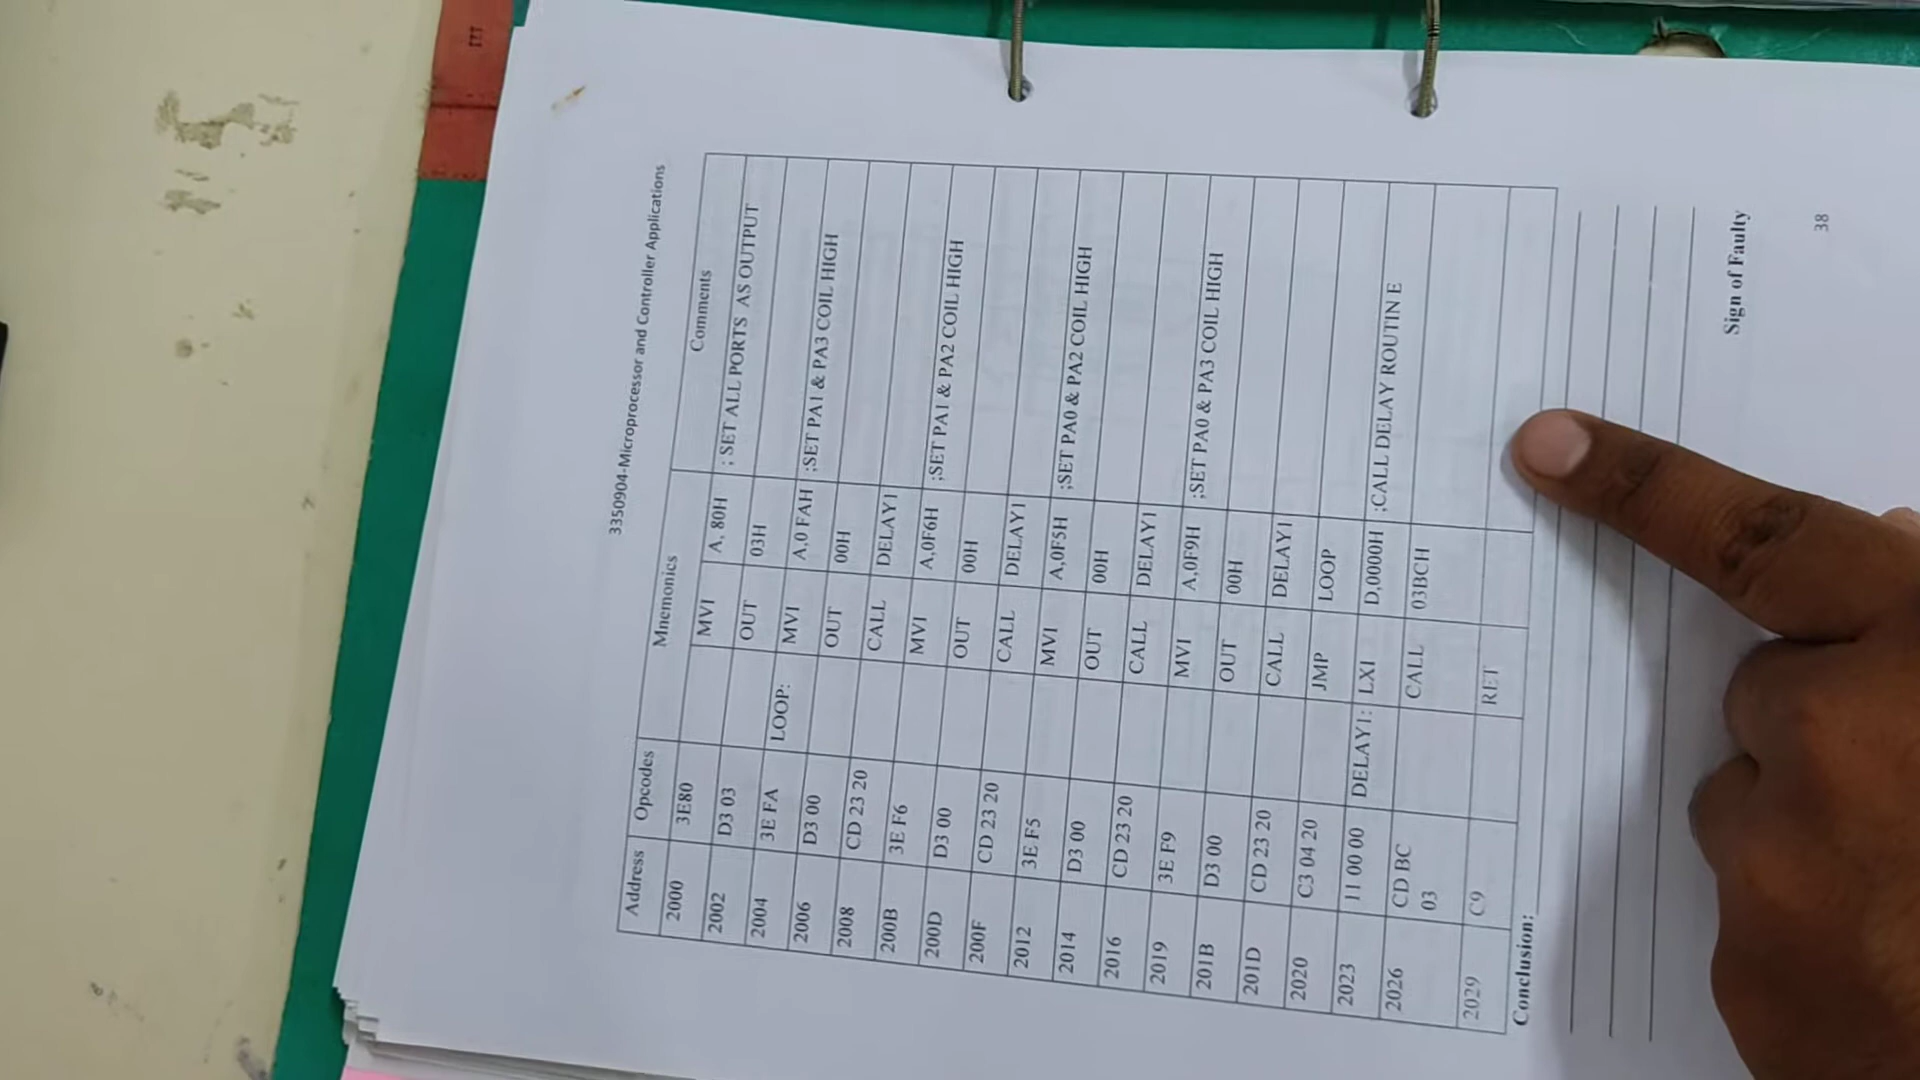 3350904-Microprocessor and Controller Applications
Address Opcodes Mnemonics Comments
2000 3E80 MVI A, 80H ; SET ALL PORTS AS OUTPUT
2002 D3 03 OUT 03H
2004 3E FA LOOP: MVI A,0 FAH ;SET PA1 & PA3 COIL HIGH
2006 D3 00 OUT 00H
2008 CD 23 20 CALL DELAY1
200B 3E F6 MVI A,0F6H ;SET PA1 & PA2 COIL HIGH
200D D3 00 OUT 00H
200F CD 23 20 CALL DELAY1
2012 3E F5 MVI A,0F5H ;SET PA0 & PA2 COIL HIGH
2014 D3 00 OUT 00H
2016 CD 23 20 CALL DELAY1
2019 3E F9 MVI A,0F9H ;SET PA0 & PA3 COIL HIGH
201B D3 00 OUT 00H
201D CD 23 20 CALL DELAY1
2020 C3 04 20 JMP LOOP
2023 11 00 00 DELAY1: LXI D,0000H ;CALL DELAY ROUTIN E
2026 CD BC CALL 03BCH
03
2029 C9 RET
Conclusion:
Sign of Faulty
38